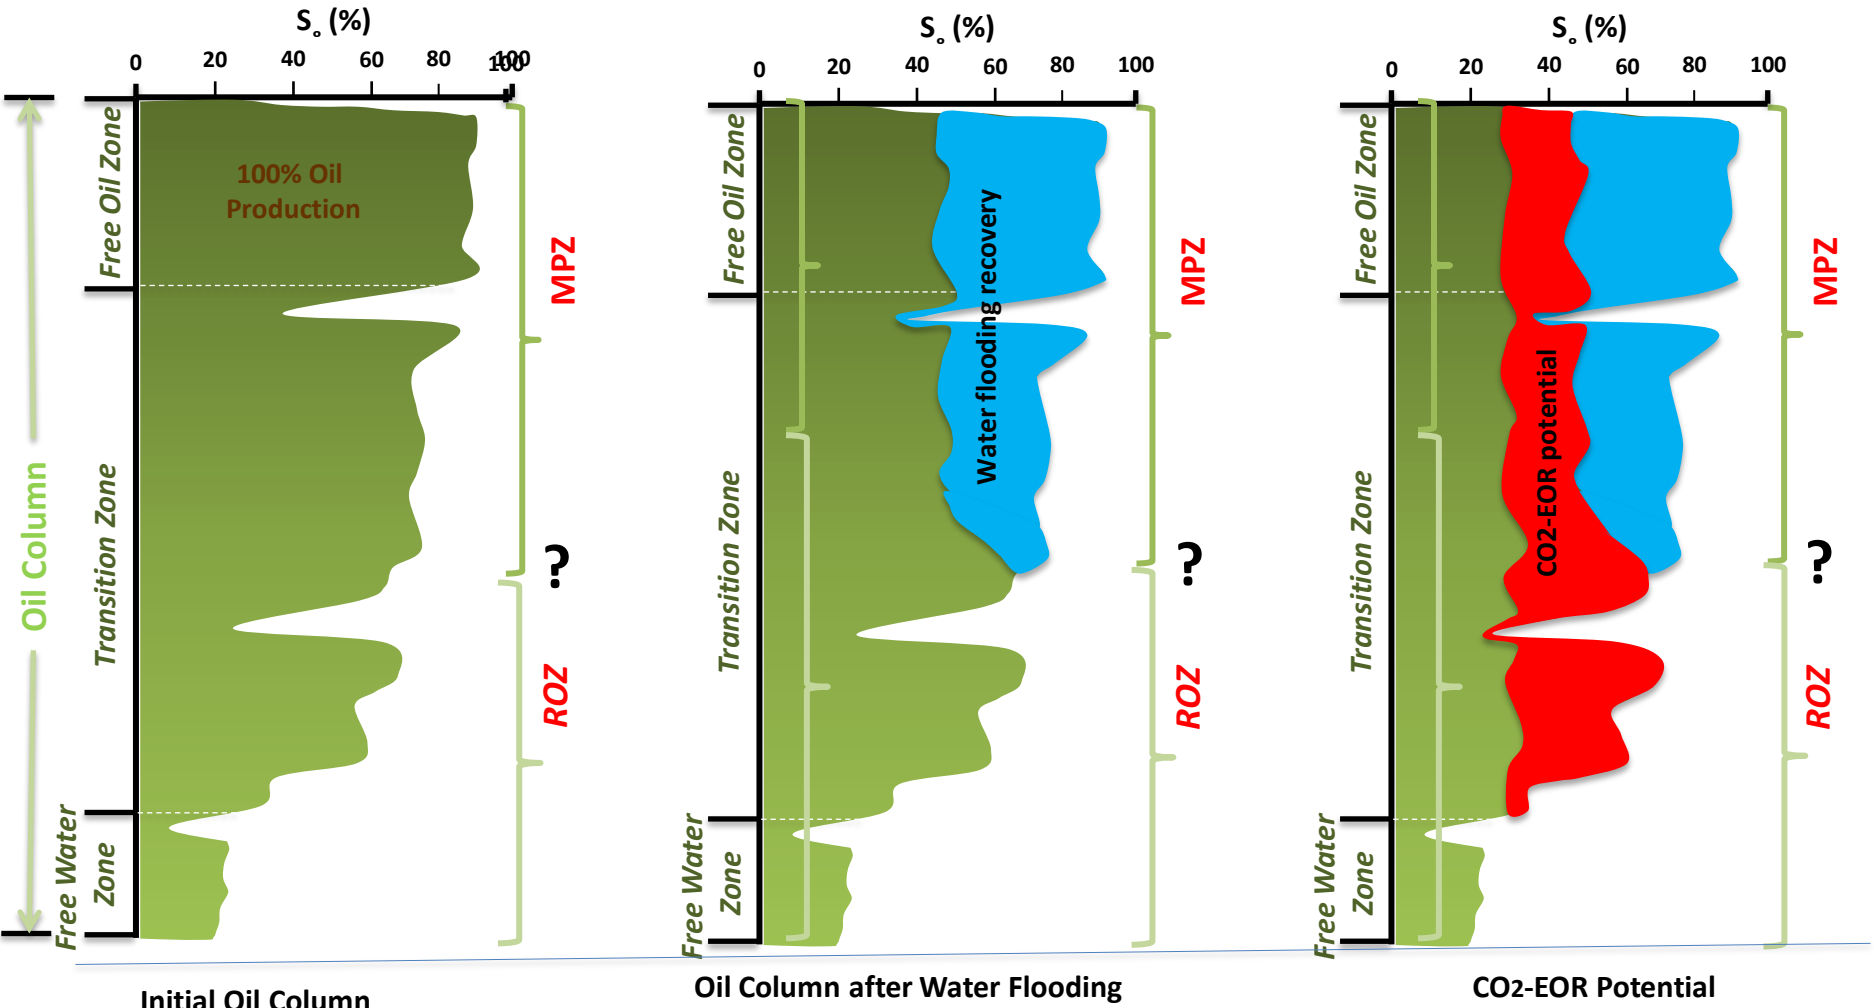 Sₒ (%)
0 20 40 60 80 100
100
Oil Column
Free Oil Zone
Transition Zone
Free Water
Zone
100% Oil
Production
MPZ
?
ROZ
Initial Oil Column
Sₒ (%)
0 20 40 60 80 100
Free Oil Zone
Transition Zone
Free Water
Zone
Water flooding recovery
MPZ
?
ROZ
Oil Column after Water Flooding
Sₒ (%)
0 20 40 60 80 100
Free Oil Zone
Transition Zone
Free Water
Zone
CO2-EOR potential
MPZ
?
ROZ
CO2-EOR Potential